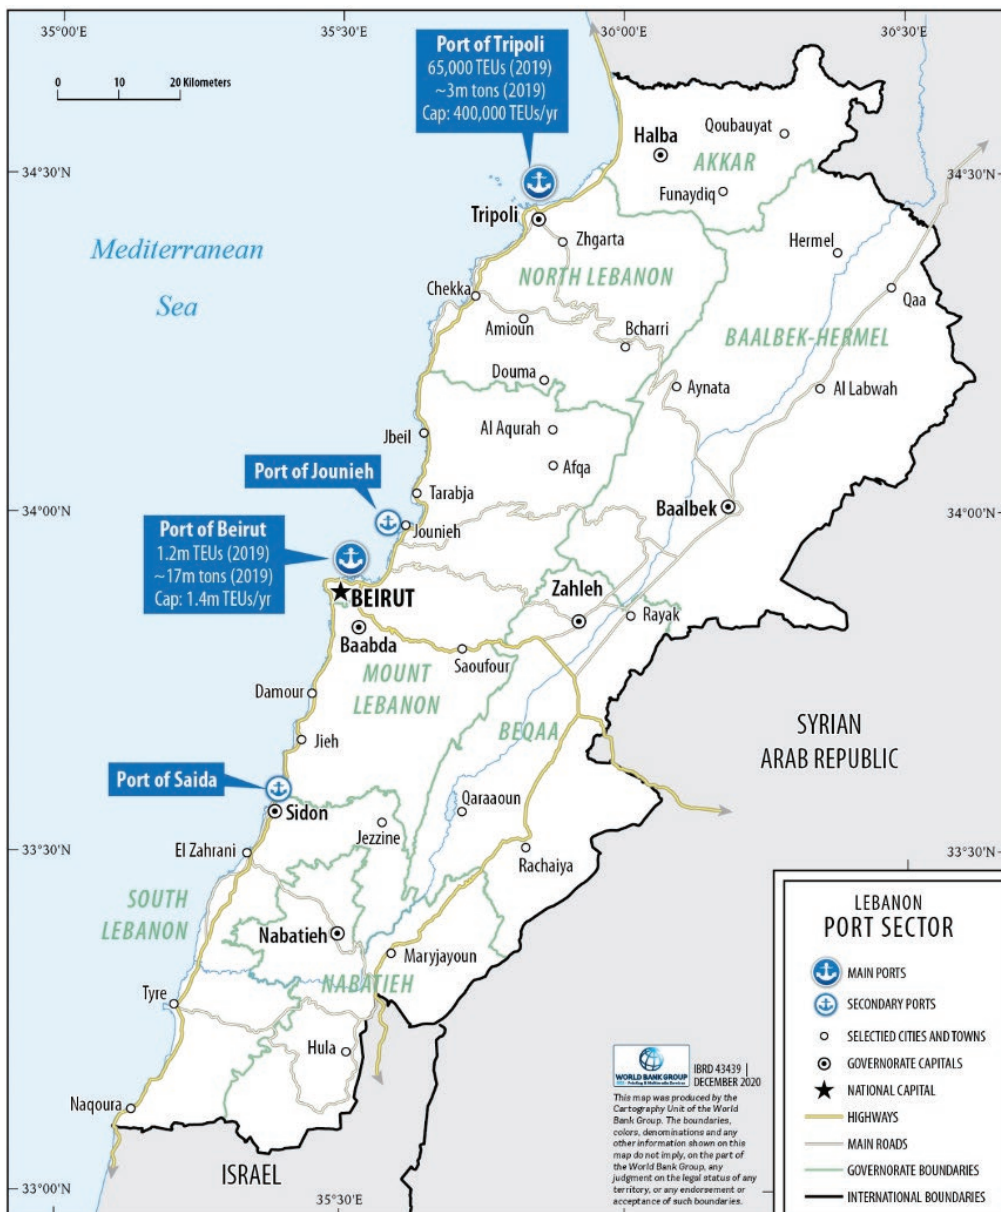 35°00'E
35°30'E
36°00'E
36°30'E
0 10 20 Kilometers
Port of Tripoli
65,000 TEUs (2019)
~3m tons (2019)
Cap: 400,000 TEUs/yr
Qoubauyat
Halba
AKKAR
34°30'N
34°30'N
Funaydiq
Tripoli
Zhgarta
Hermel
Mediterranean
Sea
NORTH LEBANON
Chekka
Qaa
Amioun
Bcharri
BAALBEK-HERMEL
Douma
Aynata
Al Labwah
Jbeil
Al Aqurah
Afqa
Port of Jounieh
Tarabja
Baalbek
34°00'N
34°00'N
Jounieh
Port of Beirut
1.2m TEUs (2019)
~17m tons (2019)
Cap: 1.4m TEUs/yr
BEIRUT
Zahleh
Rayak
Baabda
Saoufour
MOUNT
LEBANON
Damour
BEQAA
Jieh
SYRIAN
ARAB REPUBLIC
Port of Saida
Sidon
Qaraaoun
Jezzine
El Zahrani
33°30'N
33°30'N
Rachaiya
SOUTH
LEBANON
Nabatieh
Maryjayoun
NABATIEH
Tyre
Hula
Naqoura
ISRAEL
33°00'N
35°30'E
LEBANON
PORT SECTOR
MAIN PORTS
SECONDARY PORTS
SELECTIED CITIES AND TOWNS
GOVERNORATE CAPITALS
NATIONAL CAPITAL
HIGHWAYS
MAIN ROADS
GOVERNORATE BOUNDARIES
INTERNATIONAL BOUNDARIES
WORLD BANK GROUP
Printing & Multimedia Services
IBRD 43439 |
DECEMBER 2020
This map was produced by the
Cartography Unit of the World
Bank Group. The boundaries,
colors, denominations and any
other information shown on this
map do not imply, on the part of
the World Bank Group, any
judgment on the legal status of any
territory, or any endorsement or
acceptance of such boundaries.